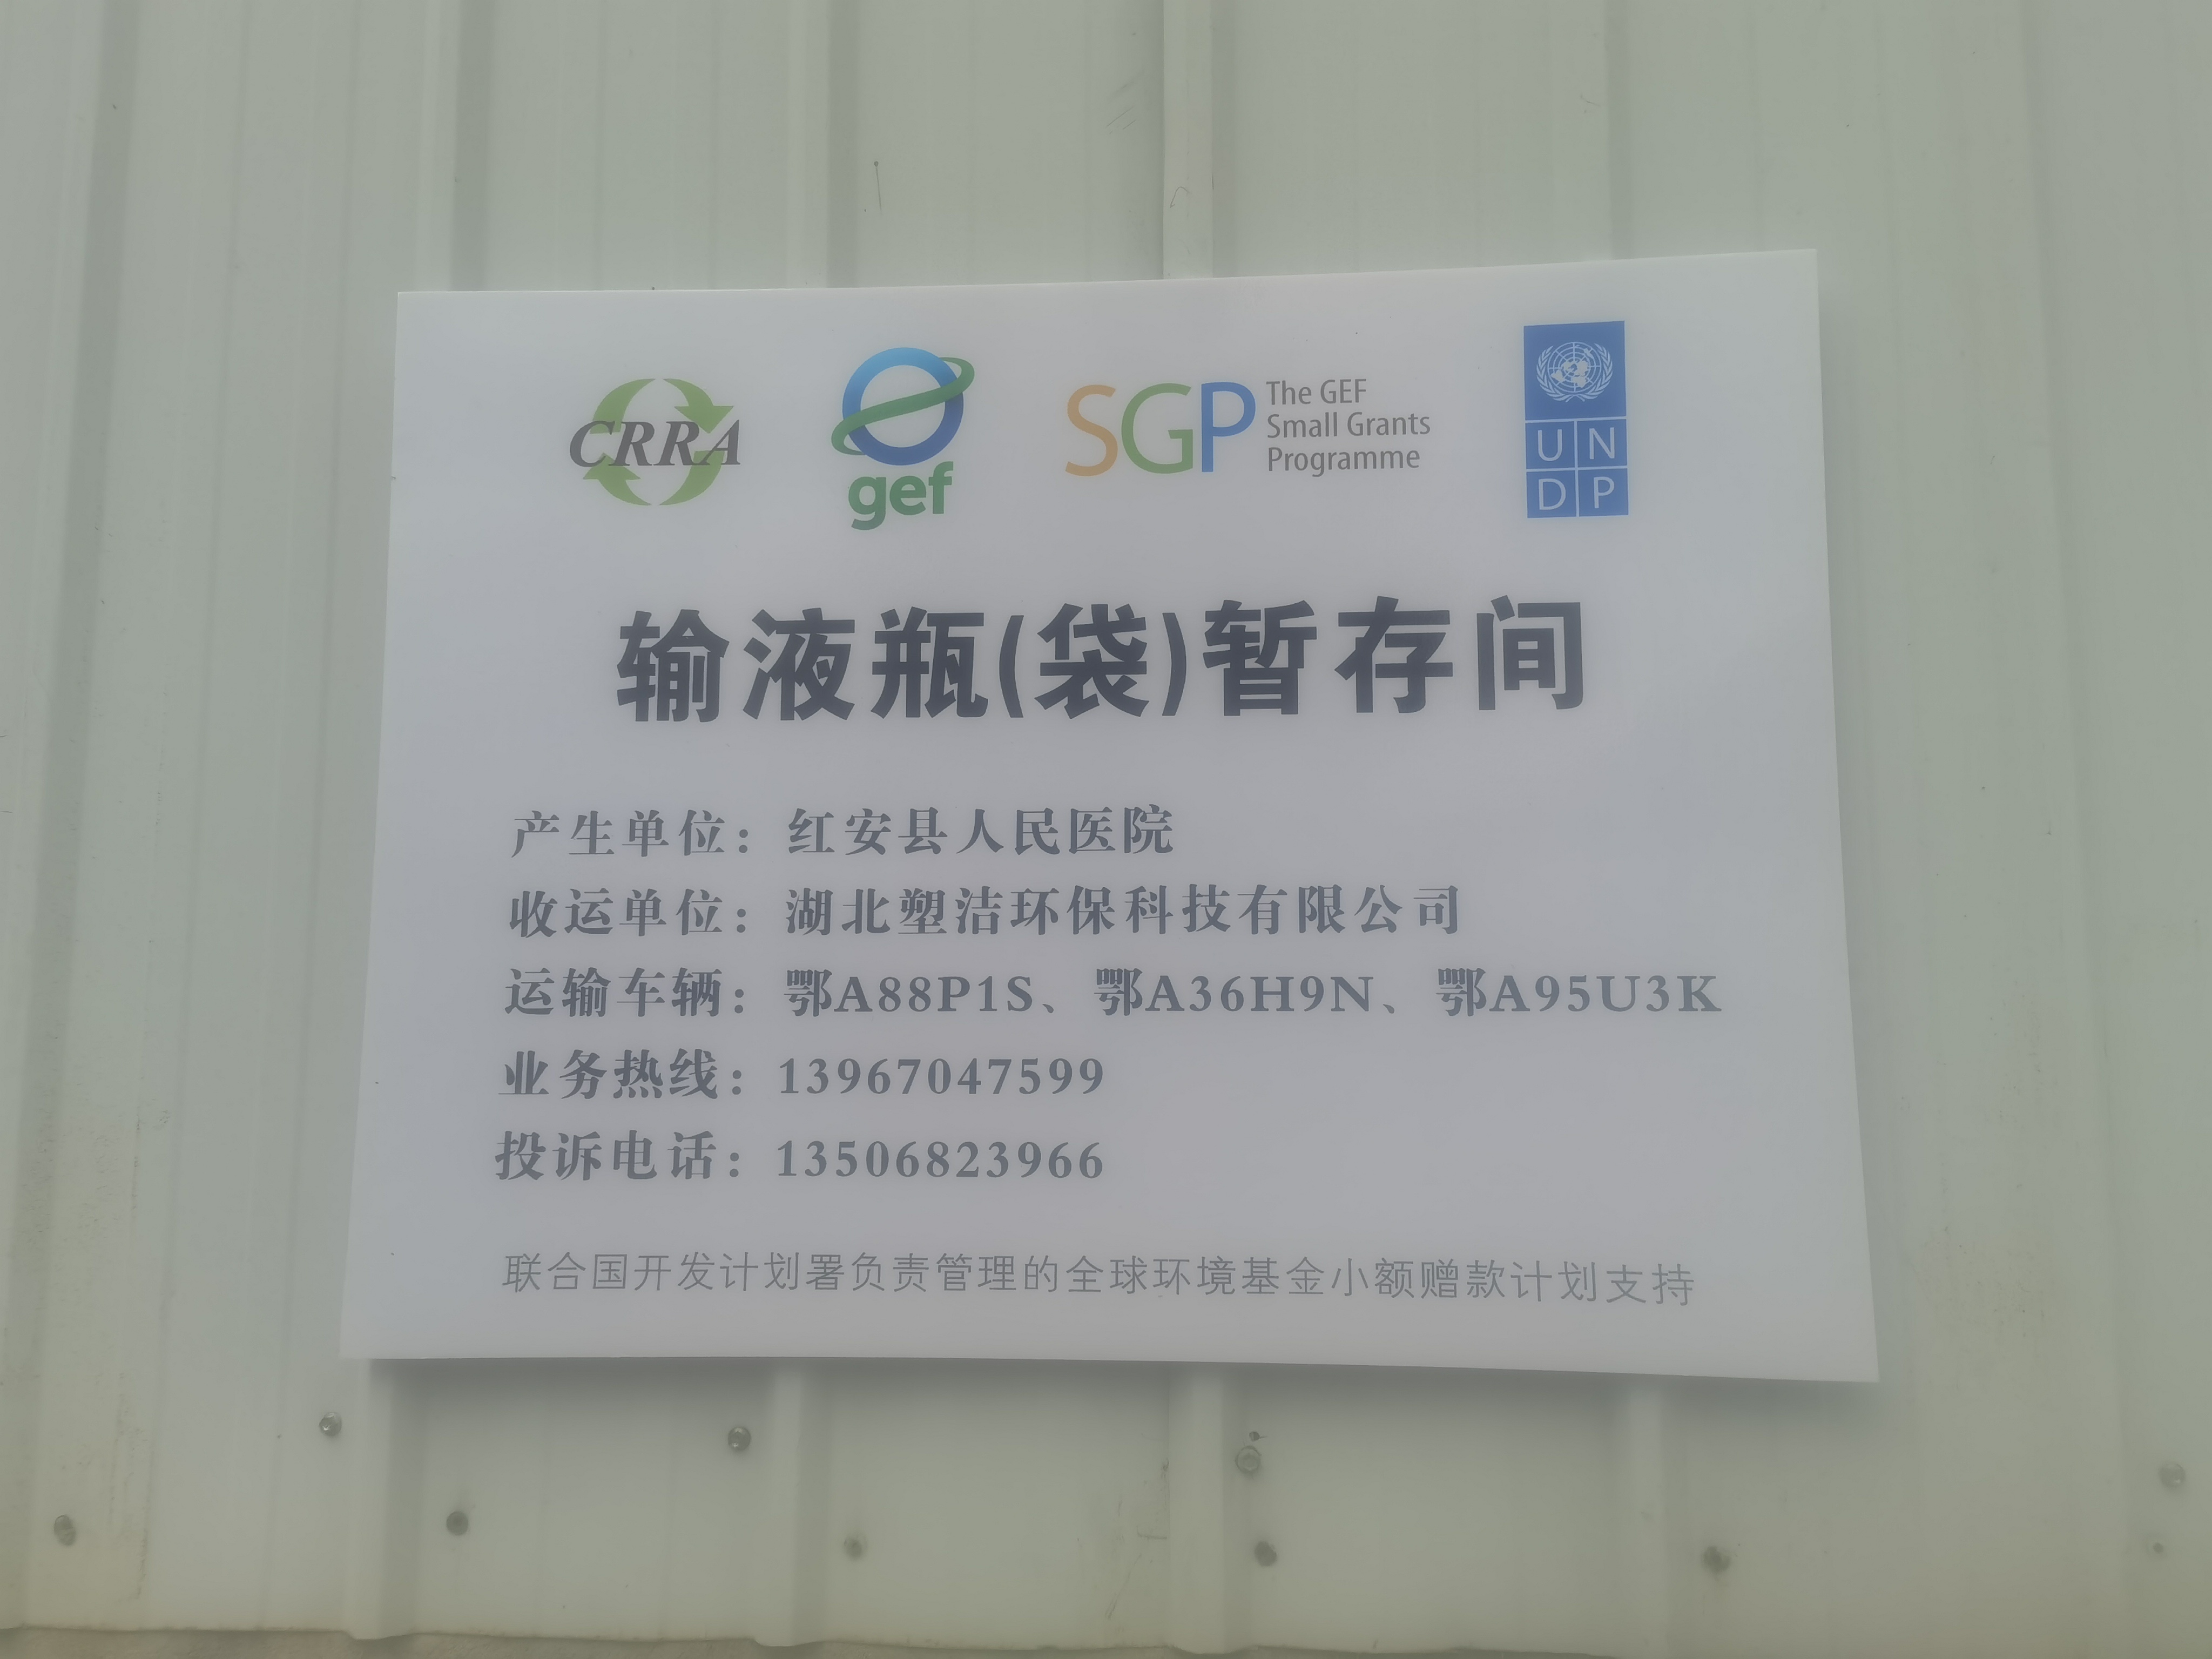 CRRA
gef
SGP The GEF
Small Grants
Programme
UN
DP
输液瓶(袋)暂存间
产生单位：红安县人民医院
收运单位：湖北塑洁环保科技有限公司
运输车辆：鄂A88P1S、鄂A36H9N、鄂A95U3K
业务热线：13967047599
投诉电话：13506823966
联合国开发计划署负责管理的全球环境基金小额赠款计划支持